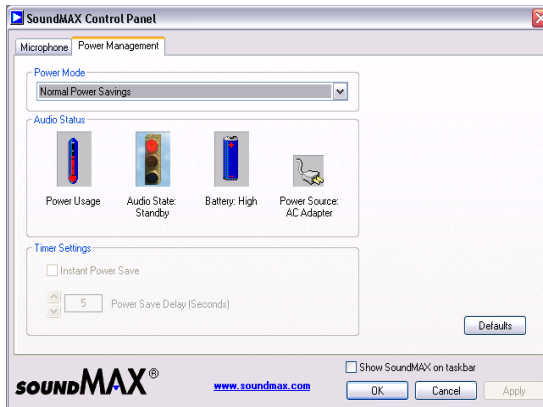 SoundMAX Control Panel
Microphone Power Management
Power Mode
Normal Power Savings
Audio Status
Power Usage
Audio State: Standby
Battery: High
Power Source: AC Adapter
Timer Settings
Instant Power Save
5 Power Save Delay (Seconds)
Defaults
Show SoundMAX on taskbar
SOUNDMAX® www.soundmax.com OK Cancel Apply